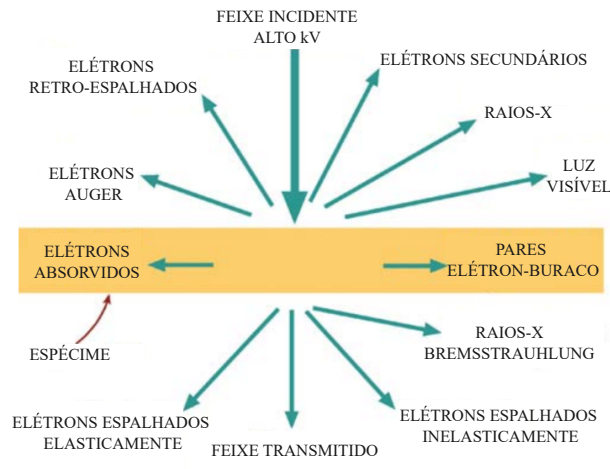 FEIXE INCIDENTE
ALTO kV
ELÉTRONS
RETRO-ESPALHADOS
ELÉTRONS SECUNDÁRIOS
RAIOS-X
ELÉTRONS
AUGER
LUZ
VISÍVEL
ELÉTRONS
ABSORVIDOS
PARES
ELÉTRON-BURACO
ESPÉCIME
RAIOS-X
BREMSSTRAUHLUNG
ELÉTRONS ESPALHADOS
ELASTICAMENTE
FEIXE TRANSMITIDO
ELÉTRONS ESPALHADOS
INELASTICAMENTE